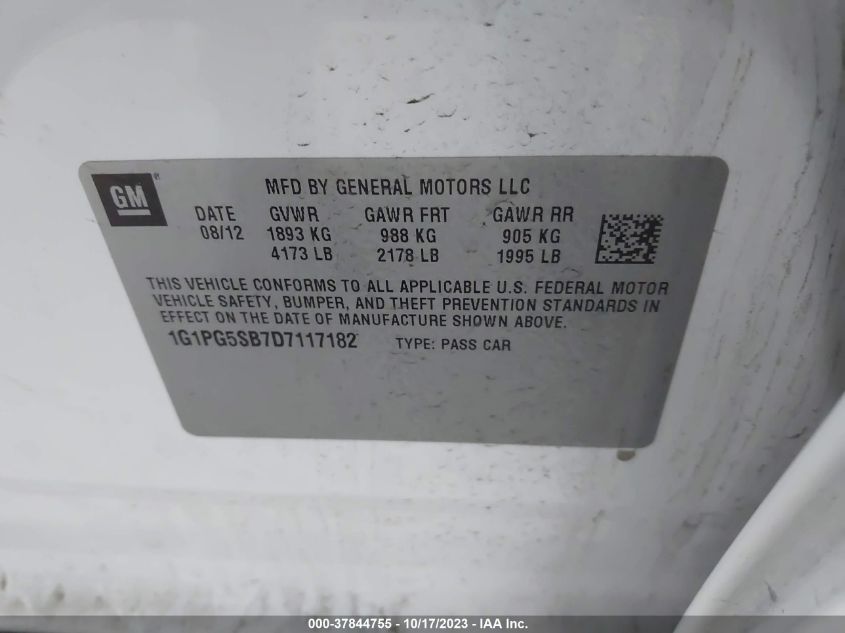 GM®
MFD BY GENERAL MOTORS LLC
DATE GVWR GAWR FRT GAWR RR
08/12 1893 KG 988 KG 905 KG
4173 LB 2178 LB 1995 LB
THIS VEHICLE CONFORMS TO ALL APPLICABLE U.S. FEDERAL MOTOR
VEHICLE SAFETY, BUMPER, AND THEFT PREVENTION STANDARDS IN
EFFECT ON THE DATE OF MANUFACTURE SHOWN ABOVE.
1G1PG5SB7D7117182 TYPE: PASS CAR
000-37844755 - 10/17/2023 - IAA Inc.